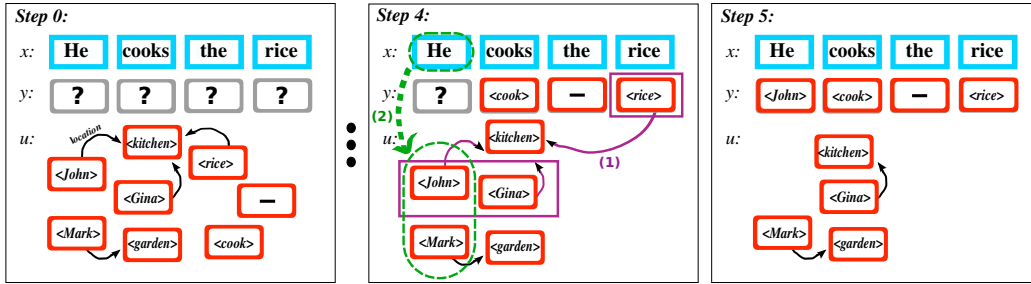 Step 0:
x: He cooks the rice
y: ? ? ? ?
u:
location
<kitchen>
<John>
<rice>
<Gina>
–
<Mark>
<garden>
<cook>
Step 4:
x: He cooks the rice
y: ? <cook> – <rice>
(2)
u:
<kitchen>
(1)
<John>
<Gina>
<Mark>
<garden>
Step 5:
x: He cooks the rice
y: <John> <cook> – <rice>
u:
<kitchen>
<Gina>
<Mark>
<garden>